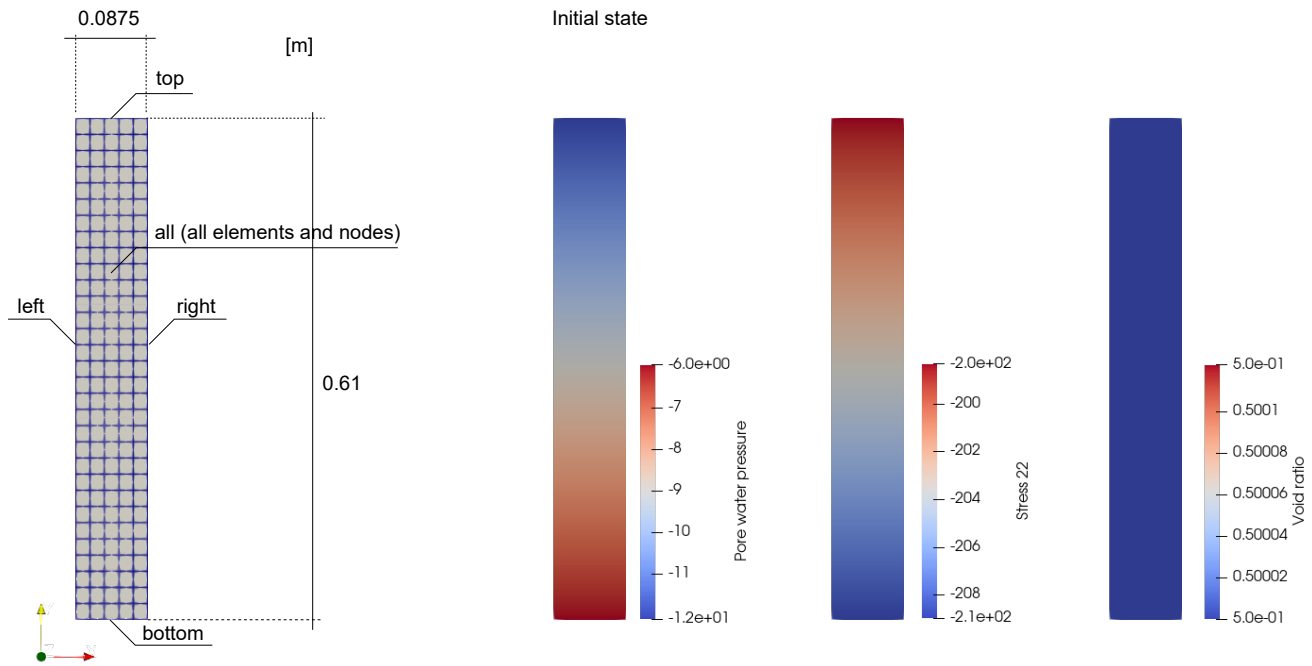 0.0875
Initial state
[m]
top
all (all elements and nodes)
left
right
0.61
bottom
-6.0e+00
-7
-8
-9
-10
-11
-1.2e+01
Pore water pressure
-2.0e+02
-200
-202
-204
-206
-208
-2.1e+02
Stress 22
5.0e-01
0.5001
0.50008
0.50006
0.50004
0.50002
5.0e-01
Void ratio